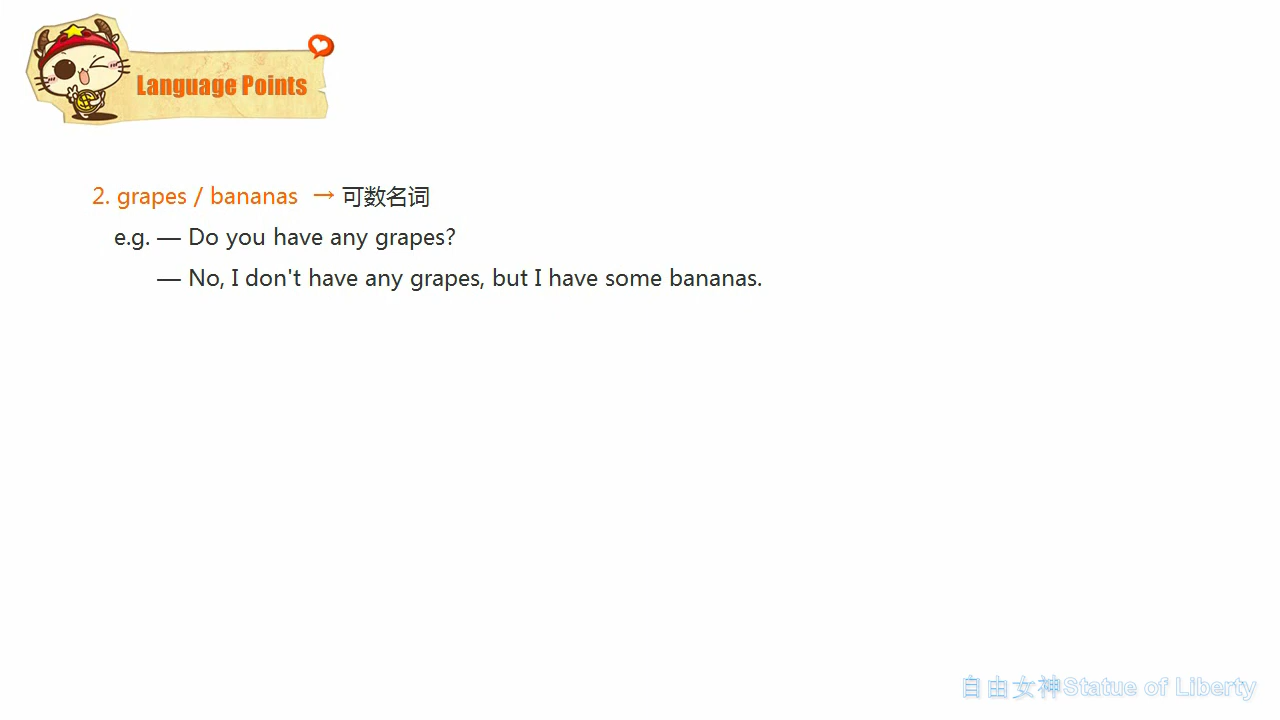 Language Points
2. grapes / bananas → 可数名词
e.g. — Do you have any grapes?
— No, I don't have any grapes, but I have some bananas.
自由女神Statue of Liberty